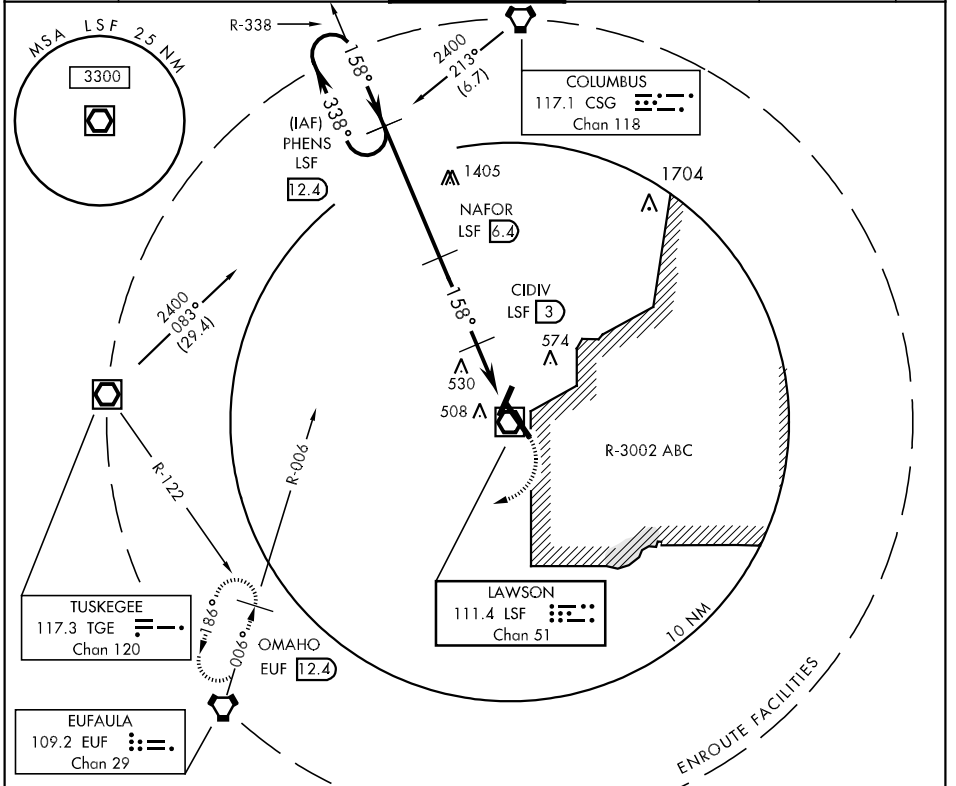 MSA LSF 25 NM
3300
R-338
158°
338°
(IAF)
PHENS
LSF
12.4
2400
213°
(6.7)
COLUMBUS
117.1 CSG
Chan 118
1405
1704
NAFOR
LSF 6.4
158°
CIDIV
LSF 3
574
530
508
2400
083°
(29.4)
R-122
R-006
R-3002 ABC
TUSKEGEE
117.3 TGE
Chan 120
186°
006°
OMAHO
EUF 12.4
LAWSON
111.4 LSF
Chan 51
10 NM
EUFAULA
109.2 EUF
Chan 29
ENROUTE FACILITIES